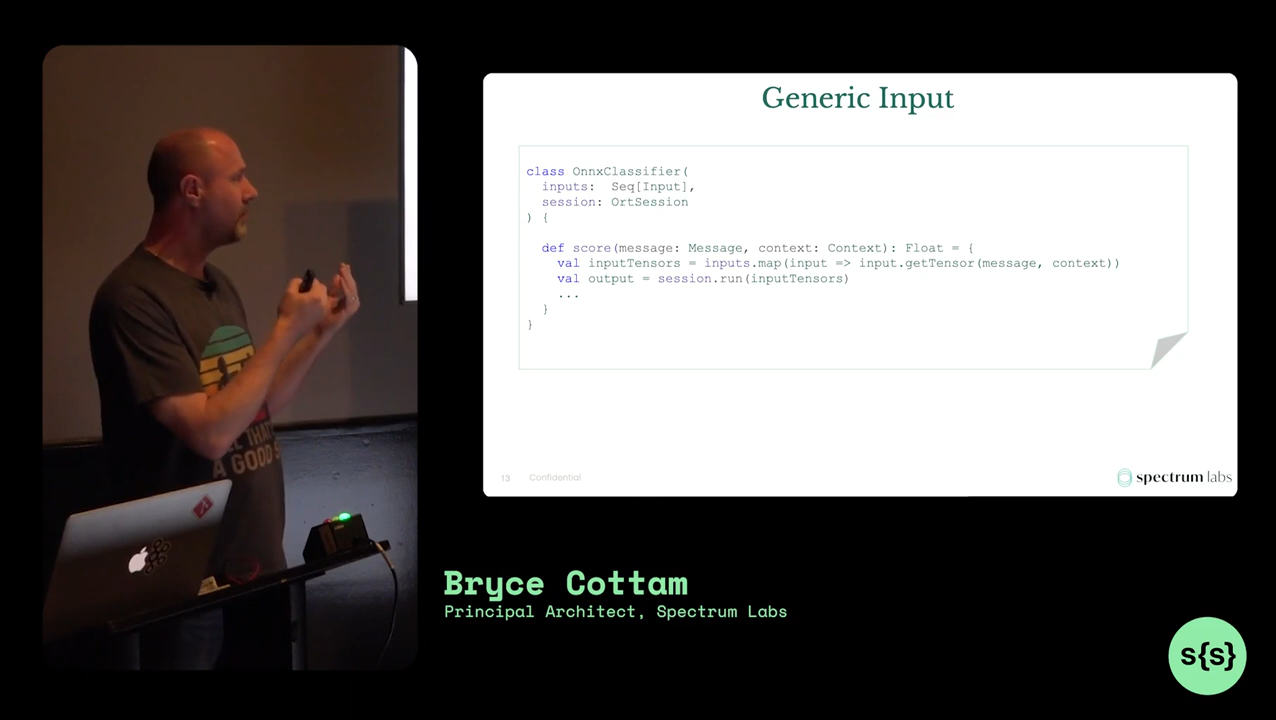 Generic Input
class OnnxClassifier(
  inputs:  Seq[Input],
  session: OrtSession
) {
  def score(message: Message, context: Context): Float = {
    val inputTensors = inputs.map(input => input.getTensor(message, context))
    val output = session.run(inputTensors)
    ...
  }
}
13 Confidential
spectrum labs
A GOOD
Bryce Cottam
Principal Architect, Spectrum Labs
s{s}